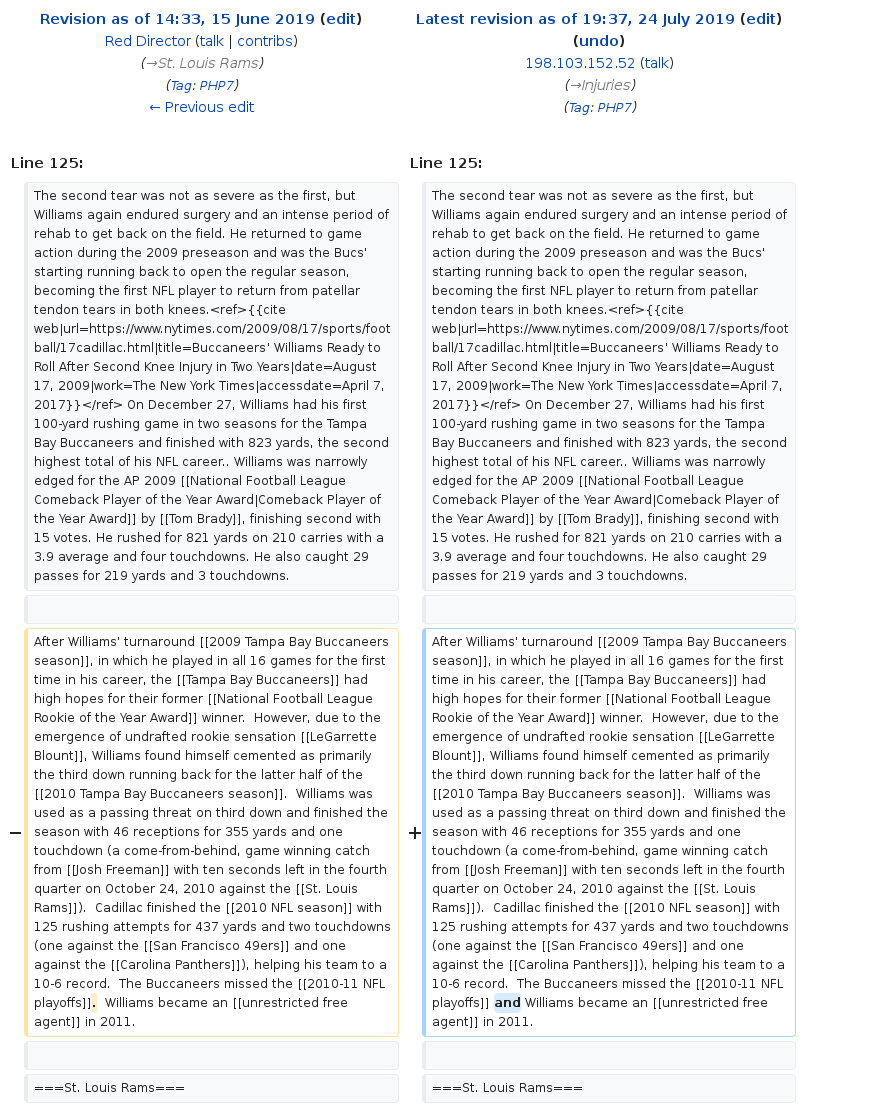 Revision as of 14:33, 15 June 2019 (edit)
Red Director (talk | contribs)
(→St. Louis Rams)
(Tag: PHP7)
← Previous edit
Latest revision as of 19:37, 24 July 2019 (edit)
(undo)
198.103.152.52 (talk)
(→Injuries)
(Tag: PHP7)
Line 125:
Line 125:
The second tear was not as severe as the first, but
Williams again endured surgery and an intense period of
rehab to get back on the field. He returned to game
action during the 2009 preseason and was the Bucs'
starting running back to open the regular season,
becoming the first NFL player to return from patellar
tendon tears in both knees.<ref>{{cite
web|url=https://www.nytimes.com/2009/08/17/sports/foot
ball/17cadillac.html|title=Buccaneers' Williams Ready to
Roll After Second Knee Injury in Two Years|date=August
17, 2009|work=The New York Times|accessdate=April 7,
2017}}</ref> On December 27, Williams had his first
100-yard rushing game in two seasons for the Tampa
Bay Buccaneers and finished with 823 yards, the second
highest total of his NFL career.. Williams was narrowly
edged for the AP 2009 [[National Football League
Comeback Player of the Year Award|Comeback Player of
the Year Award]] by [[Tom Brady]], finishing second with
15 votes. He rushed for 821 yards on 210 carries with a
3.9 average and four touchdowns. He also caught 29
passes for 219 yards and 3 touchdowns.
The second tear was not as severe as the first, but
Williams again endured surgery and an intense period of
rehab to get back on the field. He returned to game
action during the 2009 preseason and was the Bucs'
starting running back to open the regular season,
becoming the first NFL player to return from patellar
tendon tears in both knees.<ref>{{cite
web|url=https://www.nytimes.com/2009/08/17/sports/foot
ball/17cadillac.html|title=Buccaneers' Williams Ready to
Roll After Second Knee Injury in Two Years|date=August
17, 2009|work=The New York Times|accessdate=April 7,
2017}}</ref> On December 27, Williams had his first
100-yard rushing game in two seasons for the Tampa
Bay Buccaneers and finished with 823 yards, the second
highest total of his NFL career.. Williams was narrowly
edged for the AP 2009 [[National Football League
Comeback Player of the Year Award|Comeback Player of
the Year Award]] by [[Tom Brady]], finishing second with
15 votes. He rushed for 821 yards on 210 carries with a
3.9 average and four touchdowns. He also caught 29
passes for 219 yards and 3 touchdowns.
−
After Williams' turnaround [[2009 Tampa Bay Buccaneers
season]], in which he played in all 16 games for the first
time in his career, the [[Tampa Bay Buccaneers]] had
high hopes for their former [[National Football League
Rookie of the Year Award]] winner.  However, due to the
emergence of undrafted rookie sensation [[LeGarrette
Blount]], Williams found himself cemented as primarily
the third down running back for the latter half of the
[[2010 Tampa Bay Buccaneers season]].  Williams was
used as a passing threat on third down and finished the
season with 46 receptions for 355 yards and one
touchdown (a come-from-behind, game winning catch
from [[Josh Freeman]] with ten seconds left in the fourth
quarter on October 24, 2010 against the [[St. Louis
Rams]]).  Cadillac finished the [[2010 NFL season]] with
125 rushing attempts for 437 yards and two touchdowns
(one against the [[San Francisco 49ers]] and one
against the [[Carolina Panthers]]), helping his team to a
10-6 record.  The Buccaneers missed the [[2010-11 NFL
playoffs]].  Williams became an [[unrestricted free
agent]] in 2011.
+
After Williams' turnaround [[2009 Tampa Bay Buccaneers
season]], in which he played in all 16 games for the first
time in his career, the [[Tampa Bay Buccaneers]] had
high hopes for their former [[National Football League
Rookie of the Year Award]] winner.  However, due to the
emergence of undrafted rookie sensation [[LeGarrette
Blount]], Williams found himself cemented as primarily
the third down running back for the latter half of the
[[2010 Tampa Bay Buccaneers season]].  Williams was
used as a passing threat on third down and finished the
season with 46 receptions for 355 yards and one
touchdown (a come-from-behind, game winning catch
from [[Josh Freeman]] with ten seconds left in the fourth
quarter on October 24, 2010 against the [[St. Louis
Rams]]).  Cadillac finished the [[2010 NFL season]] with
125 rushing attempts for 437 yards and two touchdowns
(one against the [[San Francisco 49ers]] and one
against the [[Carolina Panthers]]), helping his team to a
10-6 record.  The Buccaneers missed the [[2010-11 NFL
playoffs]] and Williams became an [[unrestricted free
agent]] in 2011.
===St. Louis Rams===
===St. Louis Rams===